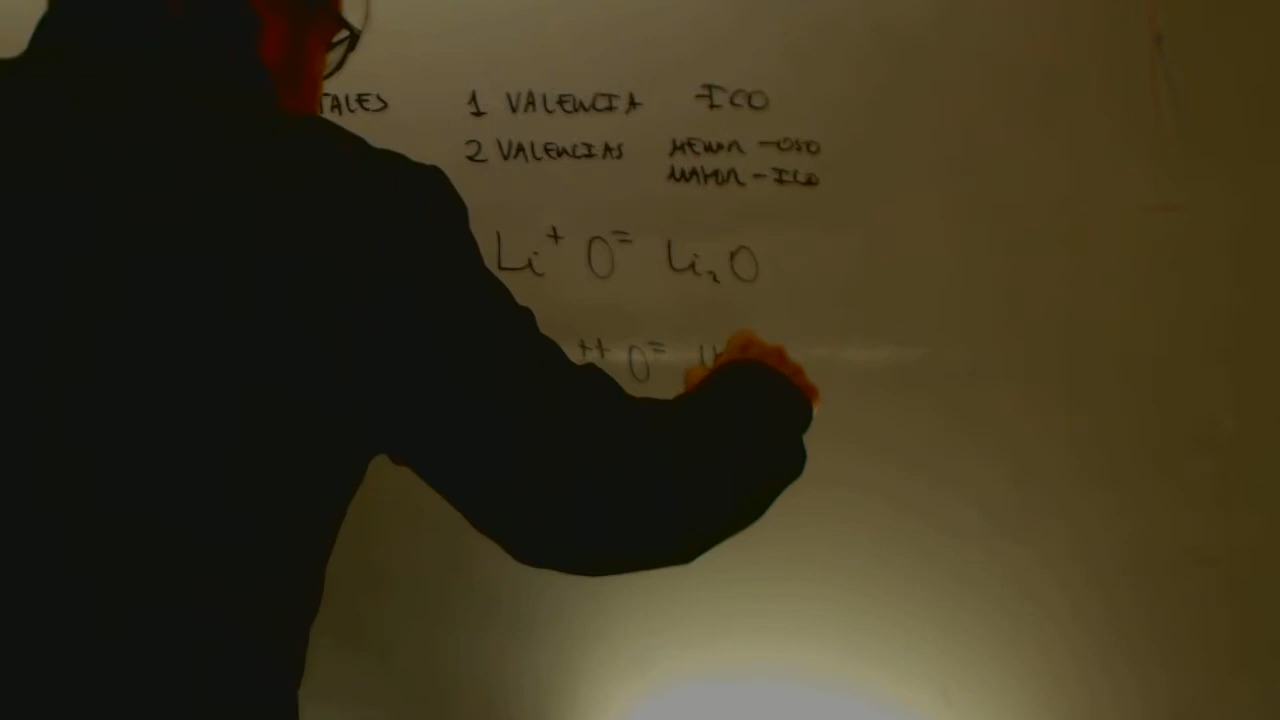 TALES 1 VALENCIA -ICO
2 VALENCIAS MENOR -OSO
MAYOR -ICO
Li⁺ O⁼ Li₂O
⁺⁺ O⁼